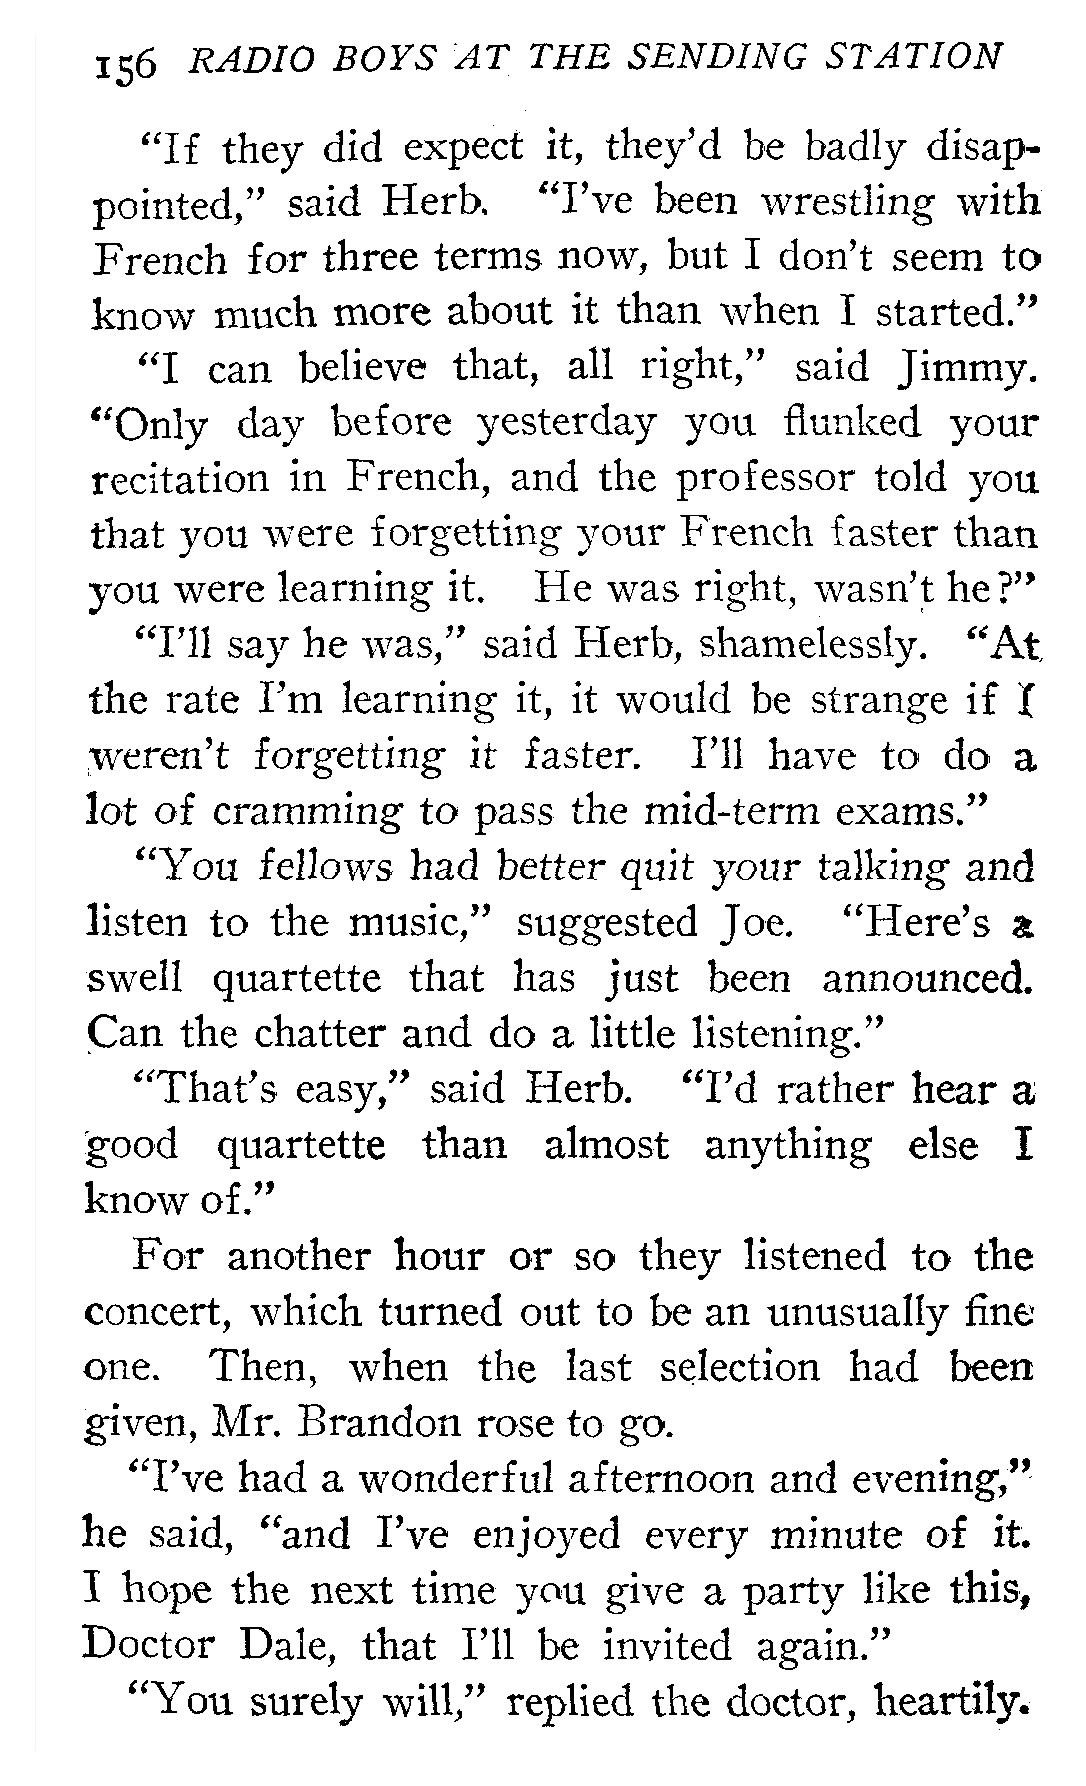 156 RADIO BOYS AT THE SENDING STATION
“If they did expect it, they’d be badly disap-
pointed,” said Herb. “I’ve been wrestling with
French for three terms now, but I don’t seem to
know much more about it than when I started.”
“I can believe that, all right,” said Jimmy.
“Only day before yesterday you flunked your
recitation in French, and the professor told you
that you were forgetting your French faster than
you were learning it. He was right, wasn’t he?”
“I’ll say he was,” said Herb, shamelessly. “At
the rate I’m learning it, it would be strange if I
weren’t forgetting it faster. I’ll have to do a
lot of cramming to pass the mid-term exams.”
“You fellows had better quit your talking and
listen to the music,” suggested Joe. “Here’s a
swell quartette that has just been announced.
Can the chatter and do a little listening.”
“That’s easy,” said Herb. “I’d rather hear a
good quartette than almost anything else I
know of.”
For another hour or so they listened to the
concert, which turned out to be an unusually fine
one. Then, when the last selection had been
given, Mr. Brandon rose to go.
“I’ve had a wonderful afternoon and evening,”
he said, “and I’ve enjoyed every minute of it.
I hope the next time you give a party like this,
Doctor Dale, that I’ll be invited again.”
“You surely will,” replied the doctor, heartily.